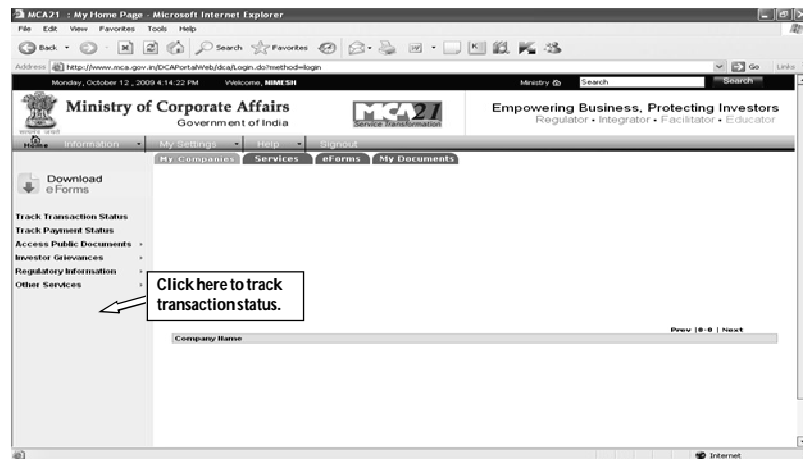 MCA21 : My Home Page - Microsoft Internet Explorer
File Edit View Favorites Tools Help
Back Search Favorites
Address http://www.mca.gov.in/DCAPortalWeb/dca/Login.do?method=login Go Links
Monday, October 12, 2009 4:14:22 PM Welcome, NIMESH Ministry Search Search
Ministry of Corporate Affairs
Government of India
MCA21
Service Transformation
Empowering Business, Protecting Investors
Regulator • Integrator • Facilitator • Educator
Home Information My Settings Help Signout
My Companies Services eForms My Documents
Download
eForms
Track Transaction Status
Track Payment Status
Access Public Documents
Investor Grievances
Regulatory Information
Other Services
Click here to track
transaction status.
Prev |0-0 | Next
Company Name
Internet